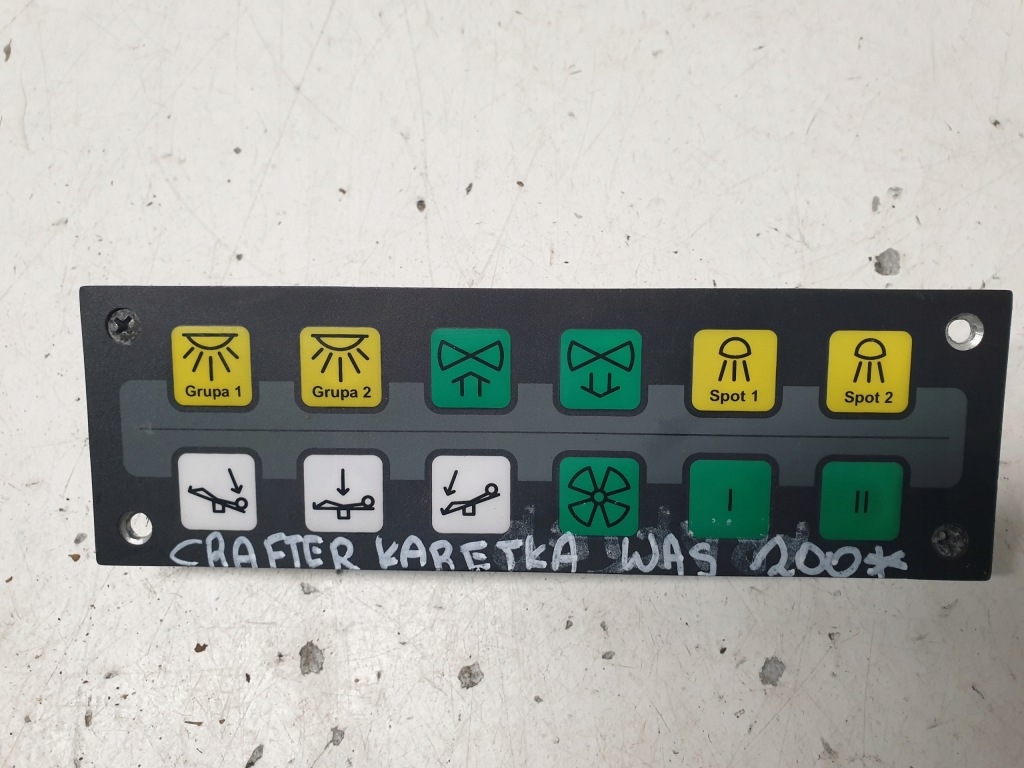 Grupa 1 Grupa 2 Spot 1 Spot 2
I II
CRAFTER KARETKA WAS 200*